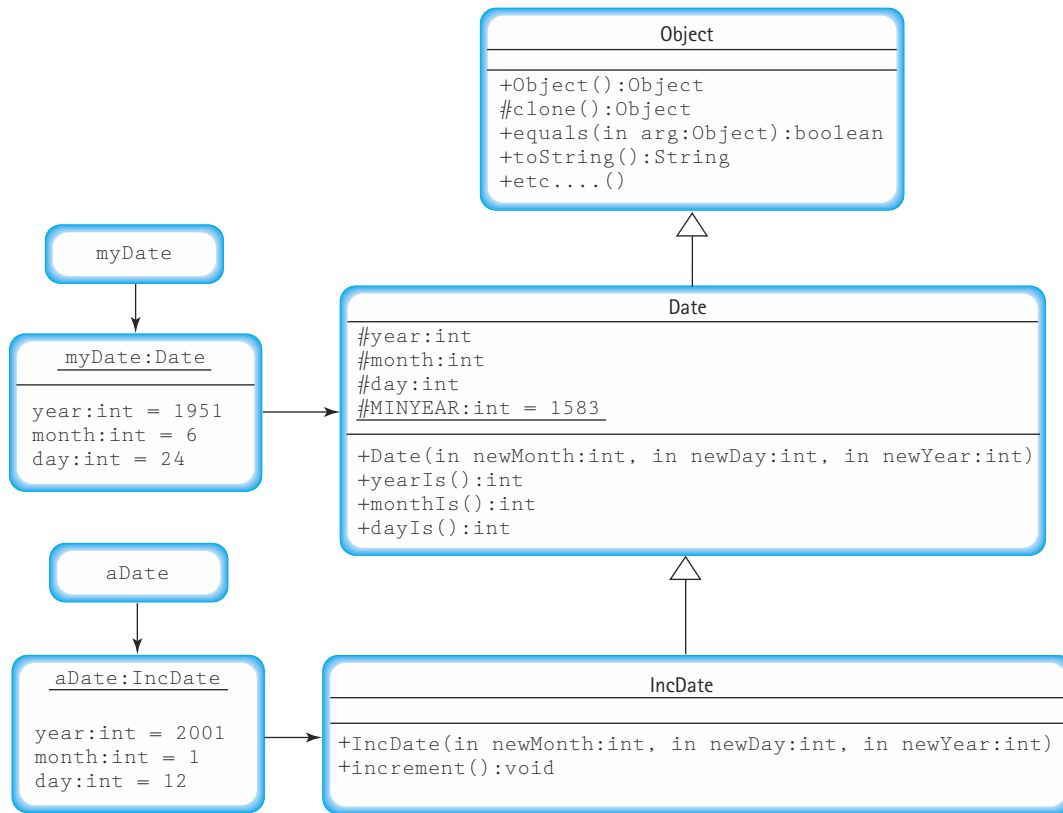 Object
+Object():Object
#clone():Object
+equals(in arg:Object):boolean
+toString():String
+etc....()
myDate
myDate:Date
year:int = 1951
month:int = 6
day:int = 24
Date
#year:int
#month:int
#day:int
#MINYEAR:int = 1583
+Date(in newMonth:int, in newDay:int, in newYear:int)
+yearIs():int
+monthIs():int
+dayIs():int
aDate
aDate:IncDate
year:int = 2001
month:int = 1
day:int = 12
IncDate
+IncDate(in newMonth:int, in newDay:int, in newYear:int)
+increment():void